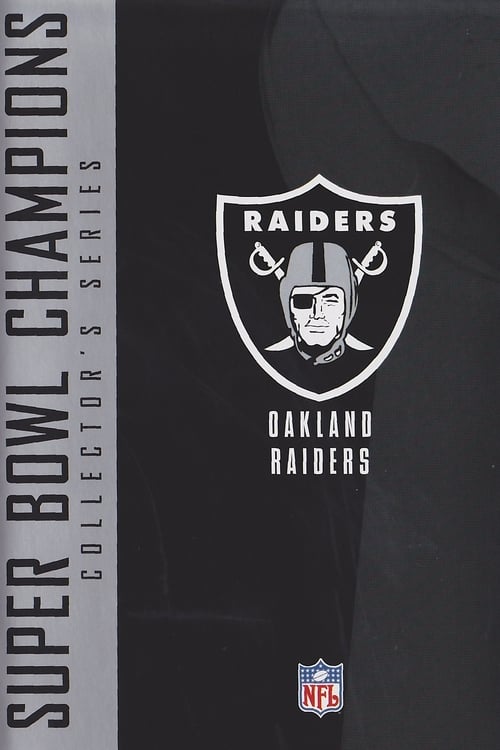 SUPER BOWL CHAMPIONS
COLLECTOR'S SERIES
RAIDERS
OAKLAND
RAIDERS
NFL